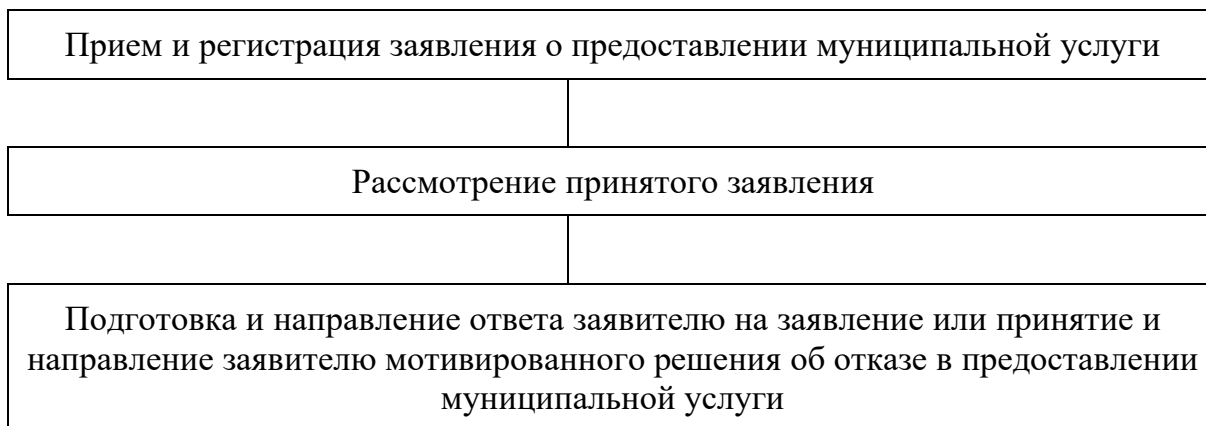 Прием и регистрация заявления о предоставлении муниципальной услуги
Рассмотрение принятого заявления
Подготовка и направление ответа заявителю на заявление или принятие и
направление заявителю мотивированного решения об отказе в предоставлении
муниципальной услуги